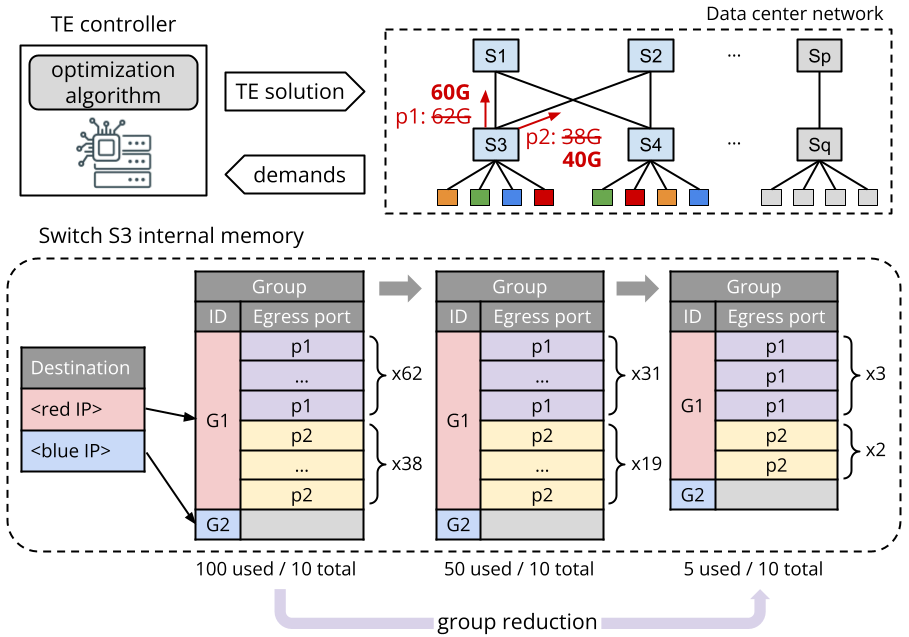 TE controller
optimization
algorithm
TE solution
demands
Data center network
S1
S2
...
Sp
60G
p1: 62G
p2: 38G
40G
S3
S4
...
Sq
Switch S3 internal memory
Destination
<red IP>
<blue IP>
Group
ID
Egress port
G1
p1
...
p1
p2
...
p2
G2
x62
x38
100 used / 10 total
Group
ID
Egress port
G1
p1
...
p1
p2
...
p2
G2
x31
x19
50 used / 10 total
Group
ID
Egress port
G1
p1
p1
p1
p2
p2
G2
x3
x2
5 used / 10 total
group reduction